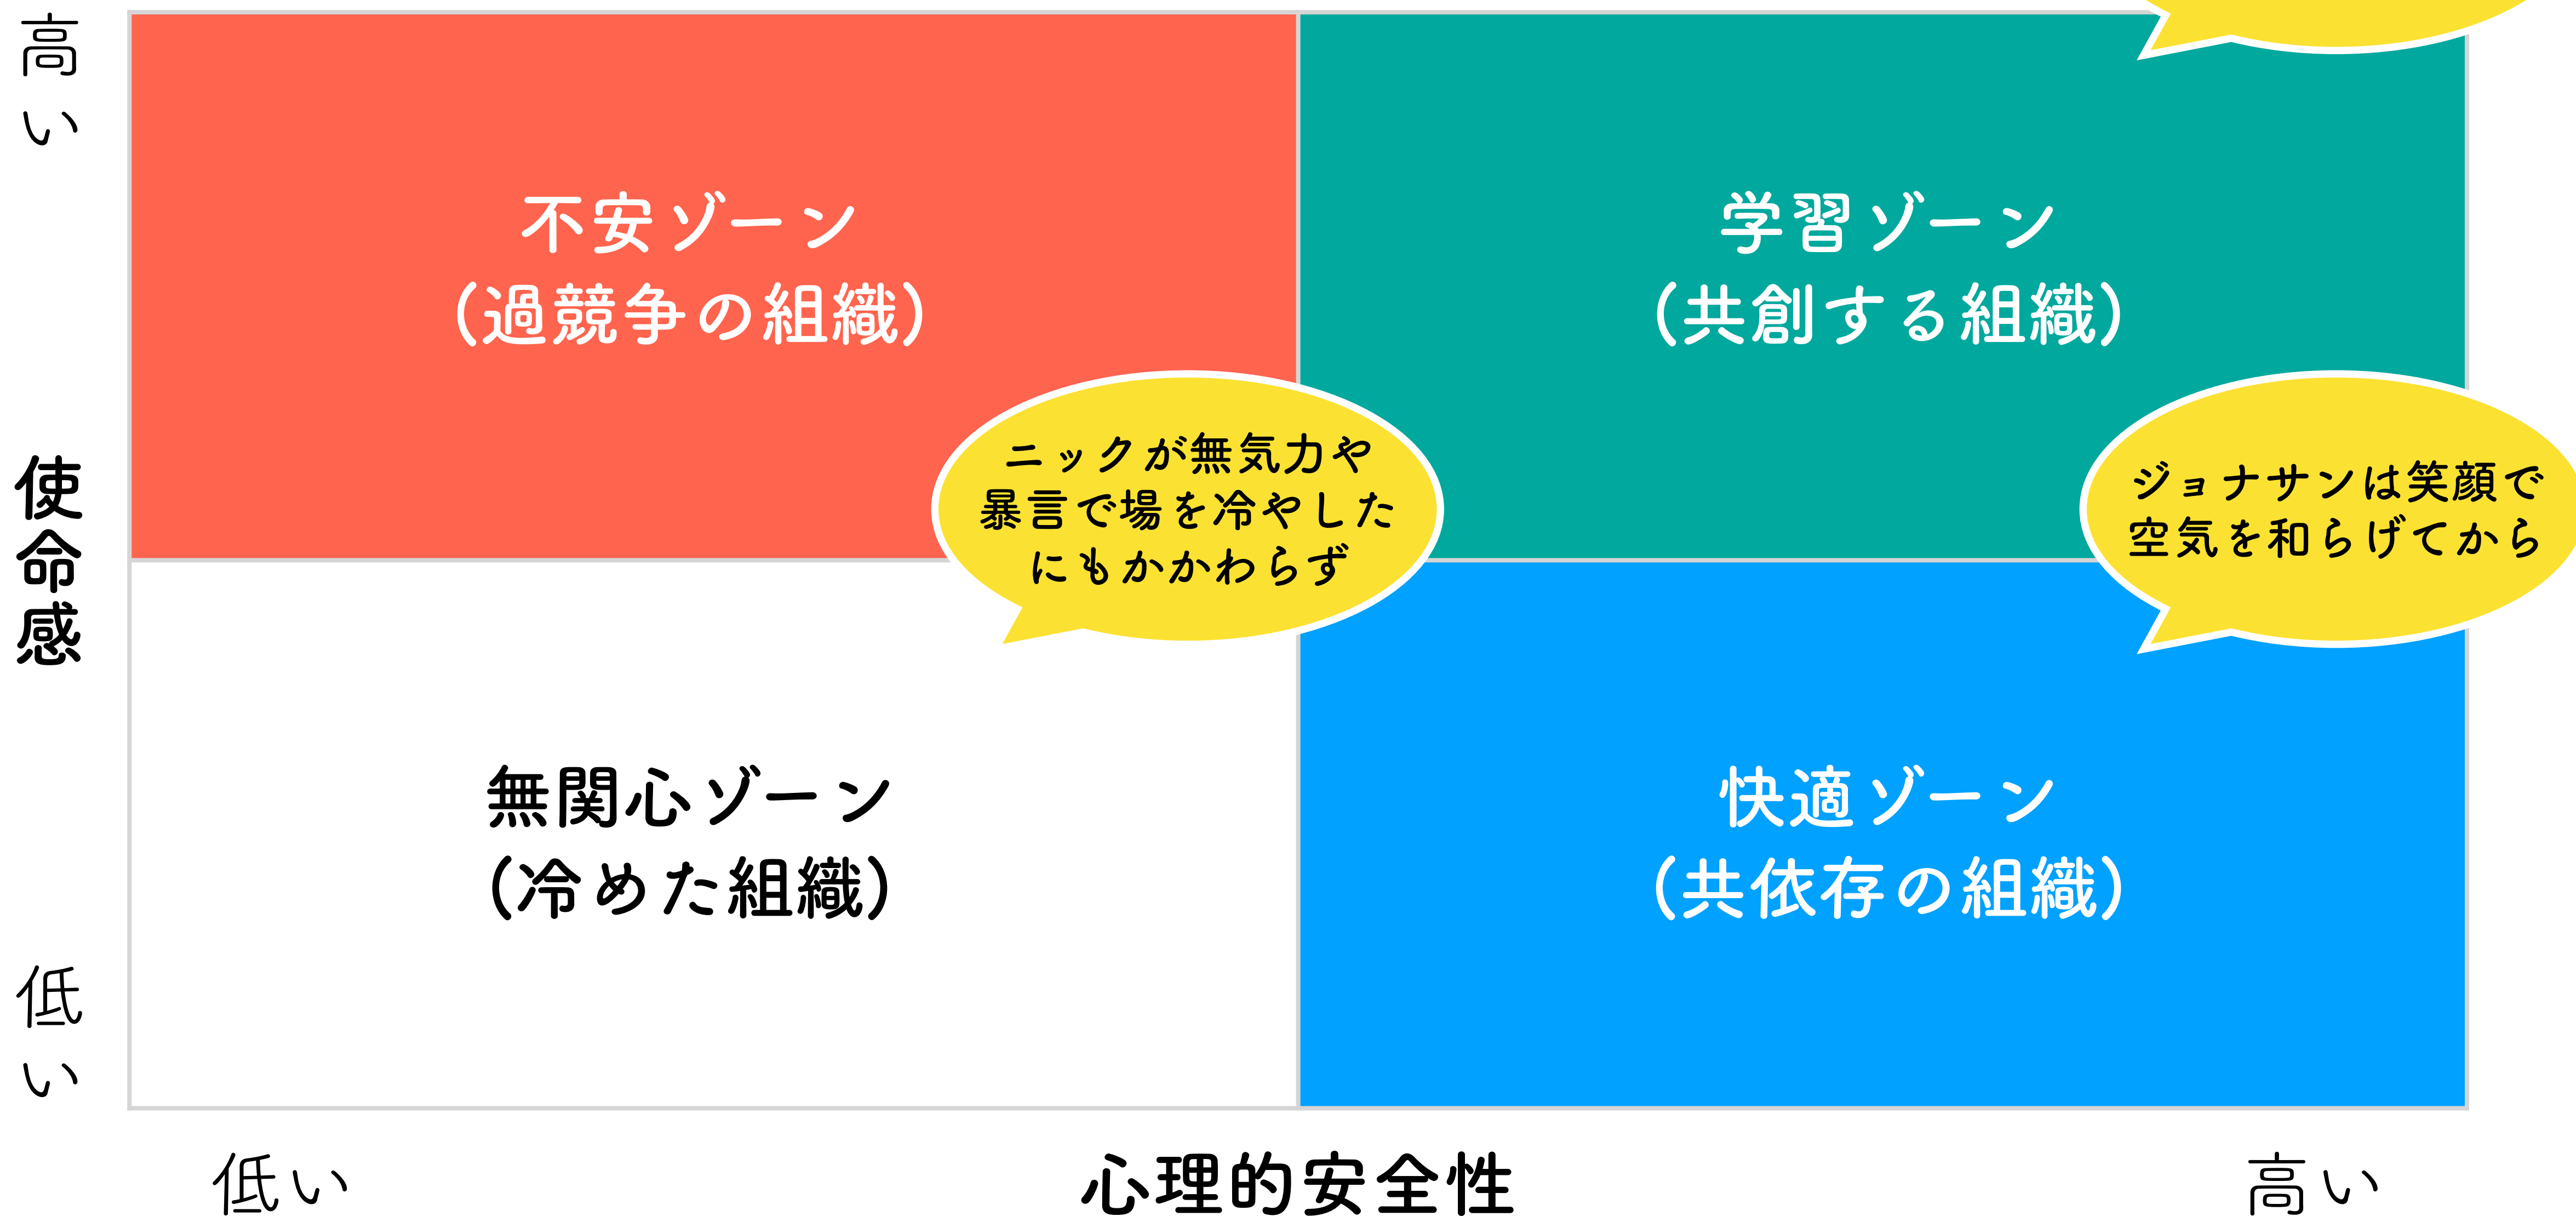 高い
不安ゾーン
(過競争の組織)
学習ゾーン
(共創する組織)
ニックが無気力や
暴言で場を冷やした
にもかかわらず
ジョナサンは笑顔で
空気を和らげてから
使命感
無関心ゾーン
(冷めた組織)
快適ゾーン
(共依存の組織)
低い
低い
心理的安全性
高い